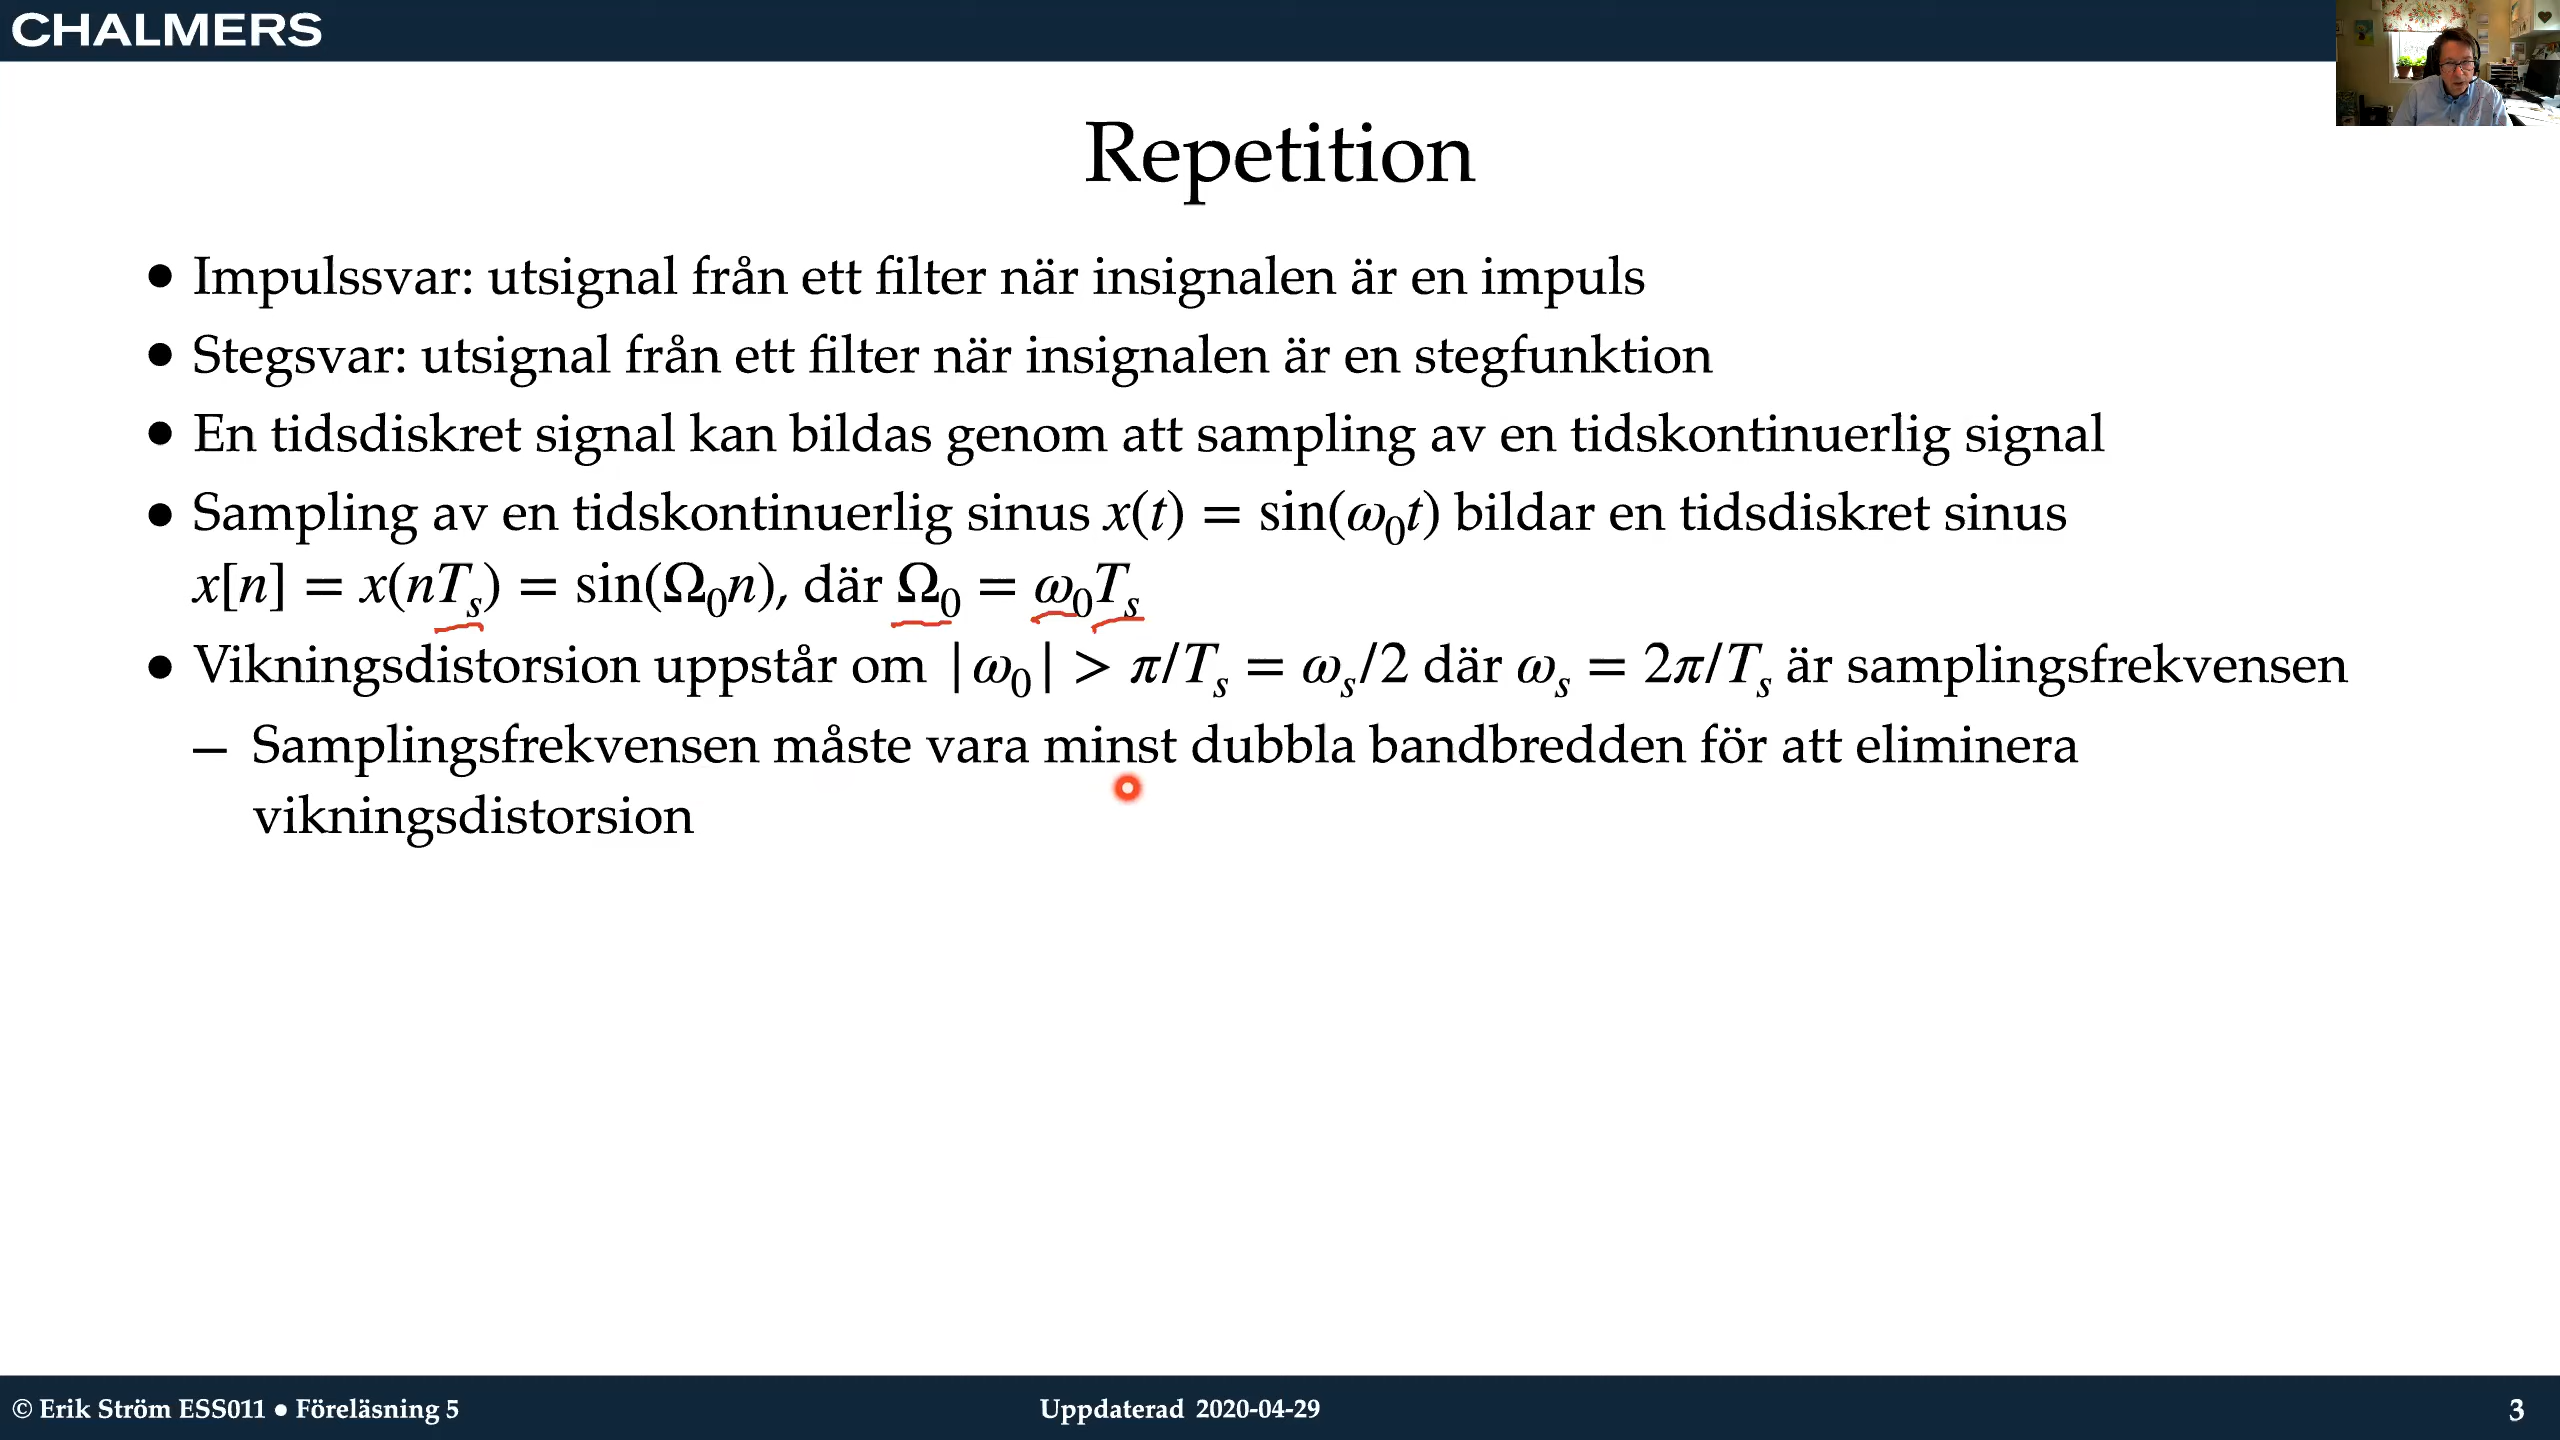 CHALMERS
Repetition
● Impulssvar: utsignal från ett filter när insignalen är en impuls
● Stegsvar: utsignal från ett filter när insignalen är en stegfunktion
● En tidsdiskret signal kan bildas genom att sampling av en tidskontinuerlig signal
● Sampling av en tidskontinuerlig sinus x(t) = sin(ω₀t) bildar en tidsdiskret sinus
x[n] = x(nTₛ) = sin(Ω₀n), där Ω₀ = ω₀Tₛ
● Vikningsdistorsion uppstår om |ω₀| > π/Tₛ = ωₛ/2 där ωₛ = 2π/Tₛ är samplingsfrekvensen
– Samplingsfrekvensen måste vara minst dubbla bandbredden för att eliminera
vikningsdistorsion
© Erik Ström ESS011 ● Föreläsning 5
Uppdaterad 2020-04-29
3